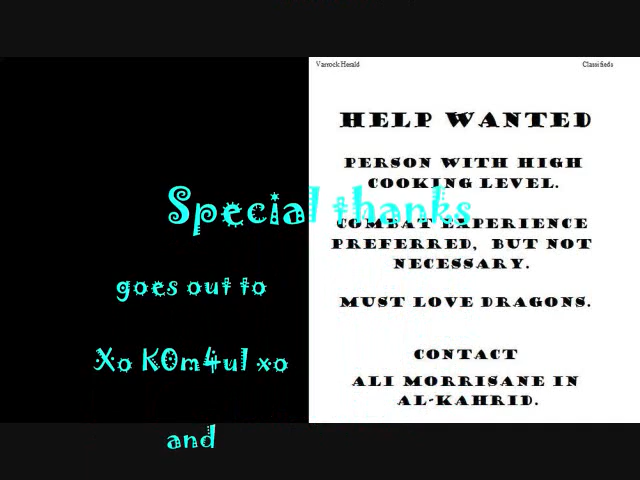 Varrock Herald
Classifieds
HELP WANTED
PERSON WITH HIGH
COOKING LEVEL.
COMBAT EXPERIENCE
PREFERRED, BUT NOT
NECESSARY.
MUST LOVE DRAGONS.
CONTACT
ALI MORRISANE IN
AL-KAHRID.
Special thanks
goes out to
Xo K0m4ul xo
and